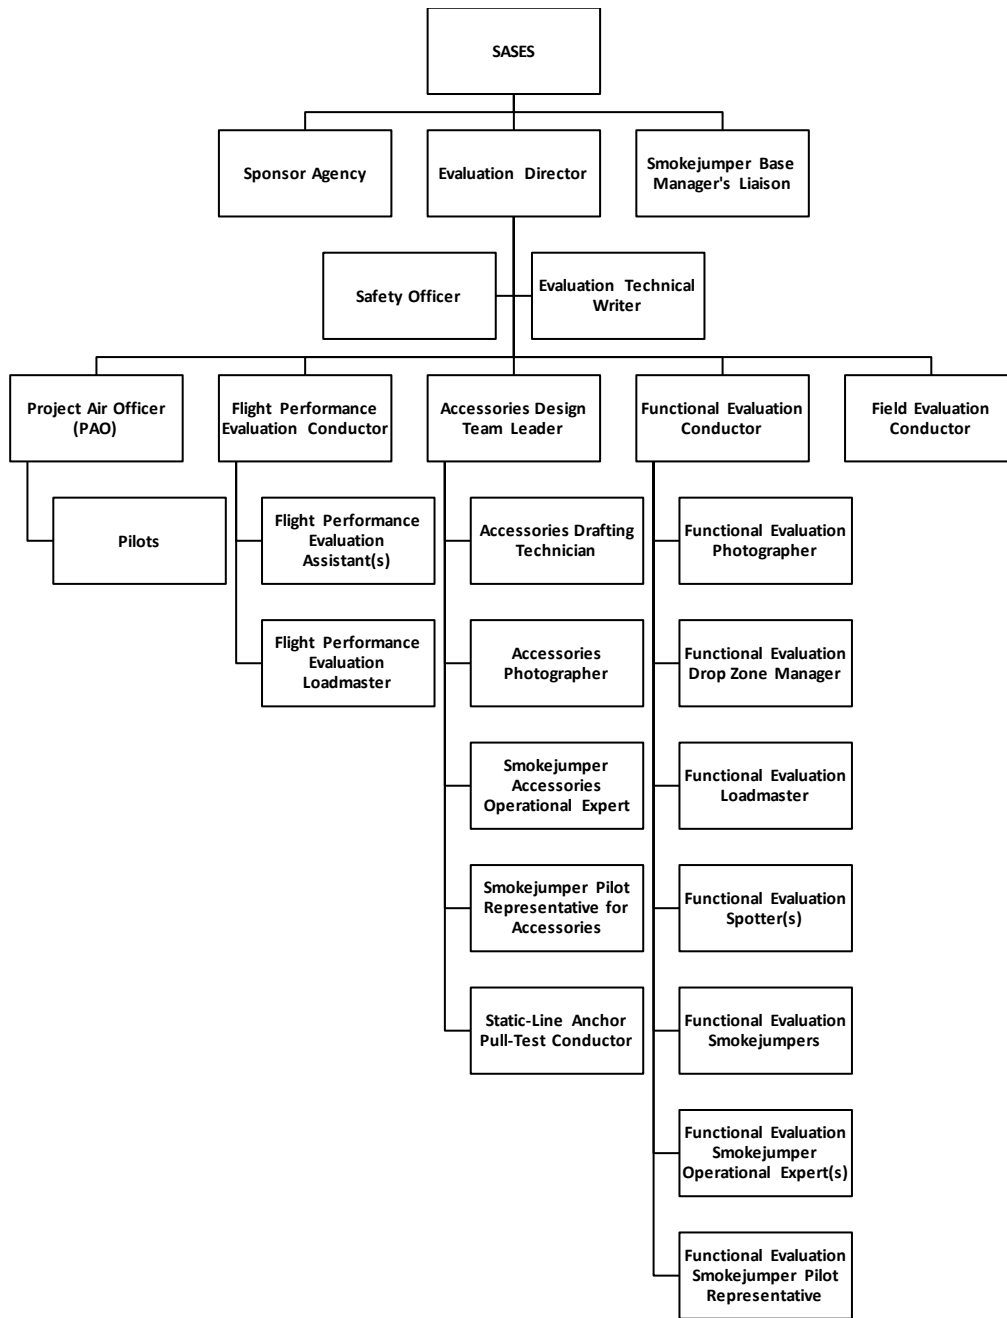 SASES
Sponsor Agency
Evaluation Director
Smokejumper Base
Manager's Liaison
Safety Officer
Evaluation Technical
Writer
Project Air Officer
(PAO)
Flight Performance
Evaluation Conductor
Accessories Design
Team Leader
Functional Evaluation
Conductor
Field Evaluation
Conductor
Pilots
Flight Performance
Evaluation
Assistant(s)
Flight Performance
Evaluation
Loadmaster
Accessories Drafting
Technician
Accessories
Photographer
Smokejumper
Accessories
Operational Expert
Smokejumper Pilot
Representative for
Accessories
Static-Line Anchor
Pull-Test Conductor
Functional Evaluation
Photographer
Functional Evaluation
Drop Zone Manager
Functional Evaluation
Loadmaster
Functional Evaluation
Spotter(s)
Functional Evaluation
Smokejumpers
Functional Evaluation
Smokejumper
Operational Expert(s)
Functional Evaluation
Smokejumper Pilot
Representative